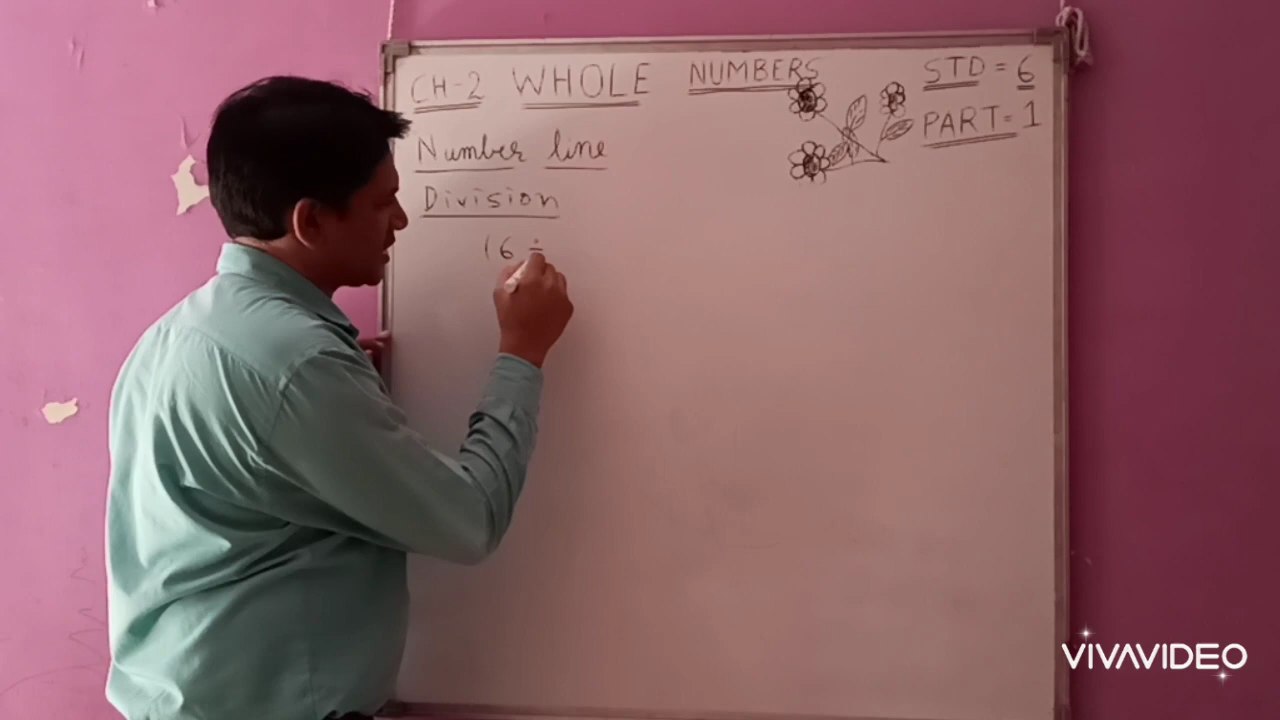 CH-2 WHOLE NUMBERS STD = 6
PART = 1
Number line
Division
16 ÷
VIVAVIDEO